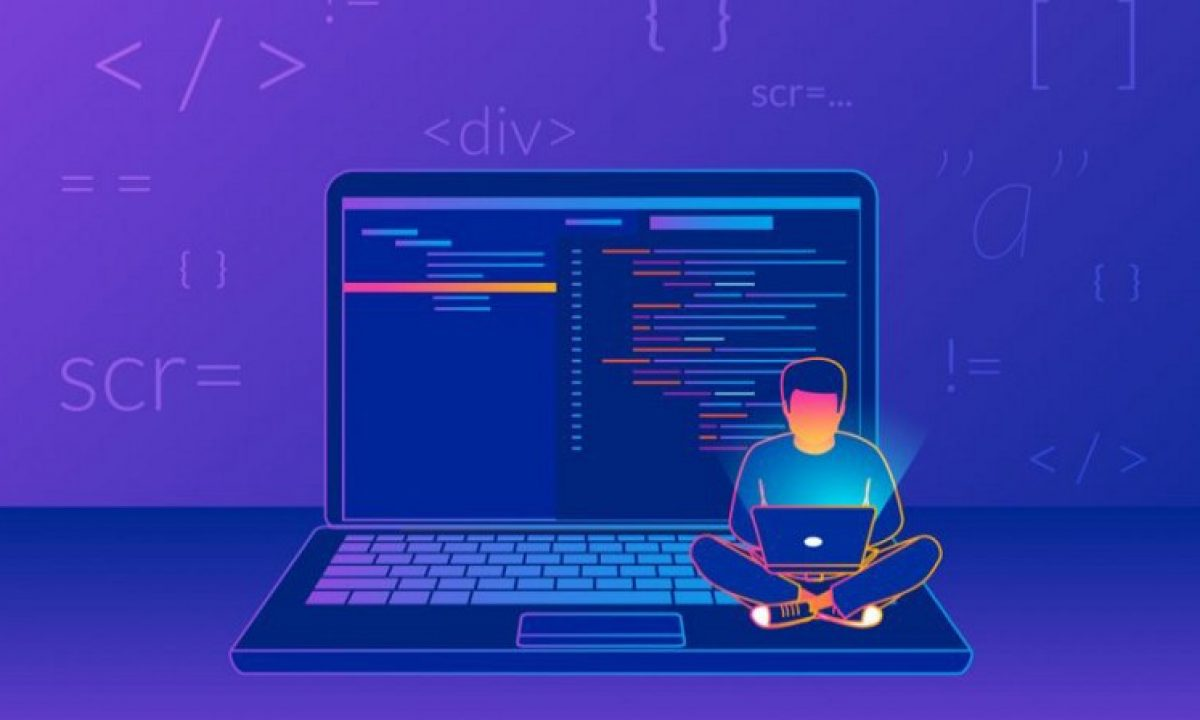 !=
{ }
[ ]
</>
scr=...
<div>
" a "
= =
{ }
{ }
scr=
!=
</>